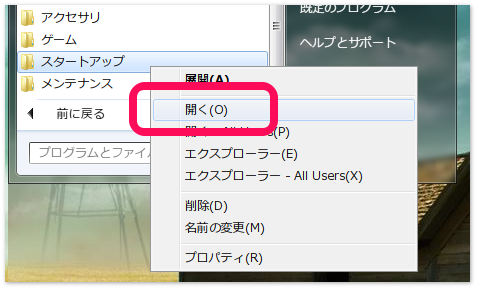 アクセサリ
ゲーム
スタートアップ
メンテナンス
前に戻る
プログラムとファイ
既定のプログラム
ヘルプとサポート
展開(A)
開く(O)
開く - All Users(P)
エクスプローラー(E)
エクスプローラー - All Users(X)
削除(D)
名前の変更(M)
プロパティ(R)